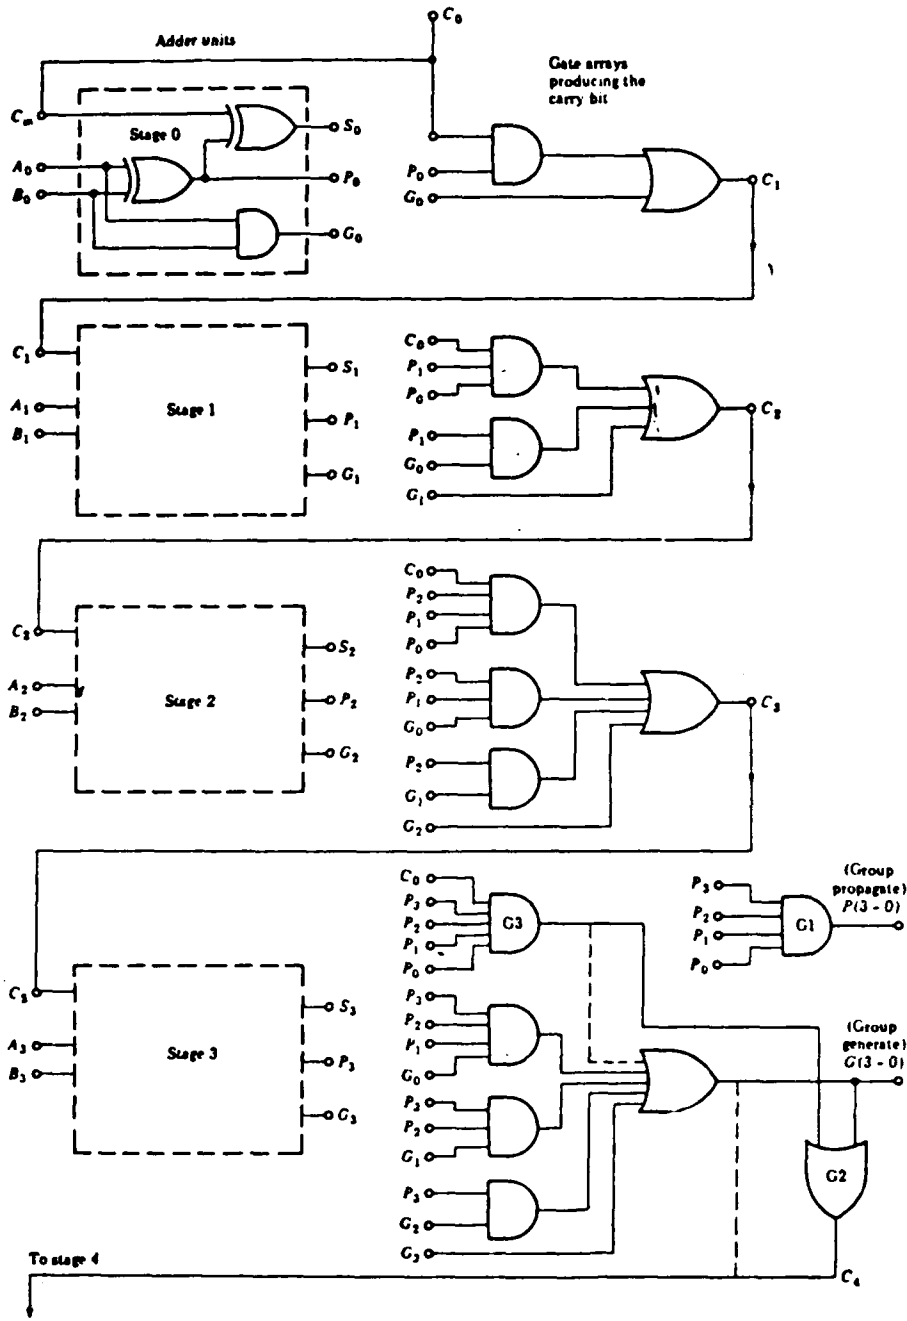 C0
Adder units
Gate arrays
producing the
carry bit
Cin
Stage 0
S0
A0
P0
B0
G0
P0
G0
C1
C1
A1
B1
Stage 1
S1
P1
G1
C0
P1
P0
P1
G0
G1
C2
C2
A2
B2
Stage 2
S2
P2
G2
C0
P2
P1
P0
P2
P1
G0
P2
G1
G2
C3
C3
A3
B3
Stage 3
S3
P3
G3
C0
P3
P2
P1
P0
G3
P3
P2
P1
G0
P3
P2
G1
P3
G2
G3
P3
P2
P1
P0
G1
(Group
propagate)
P(3 - 0)
(Group
generate)
G(3-0)
G2
To stage 4
C4